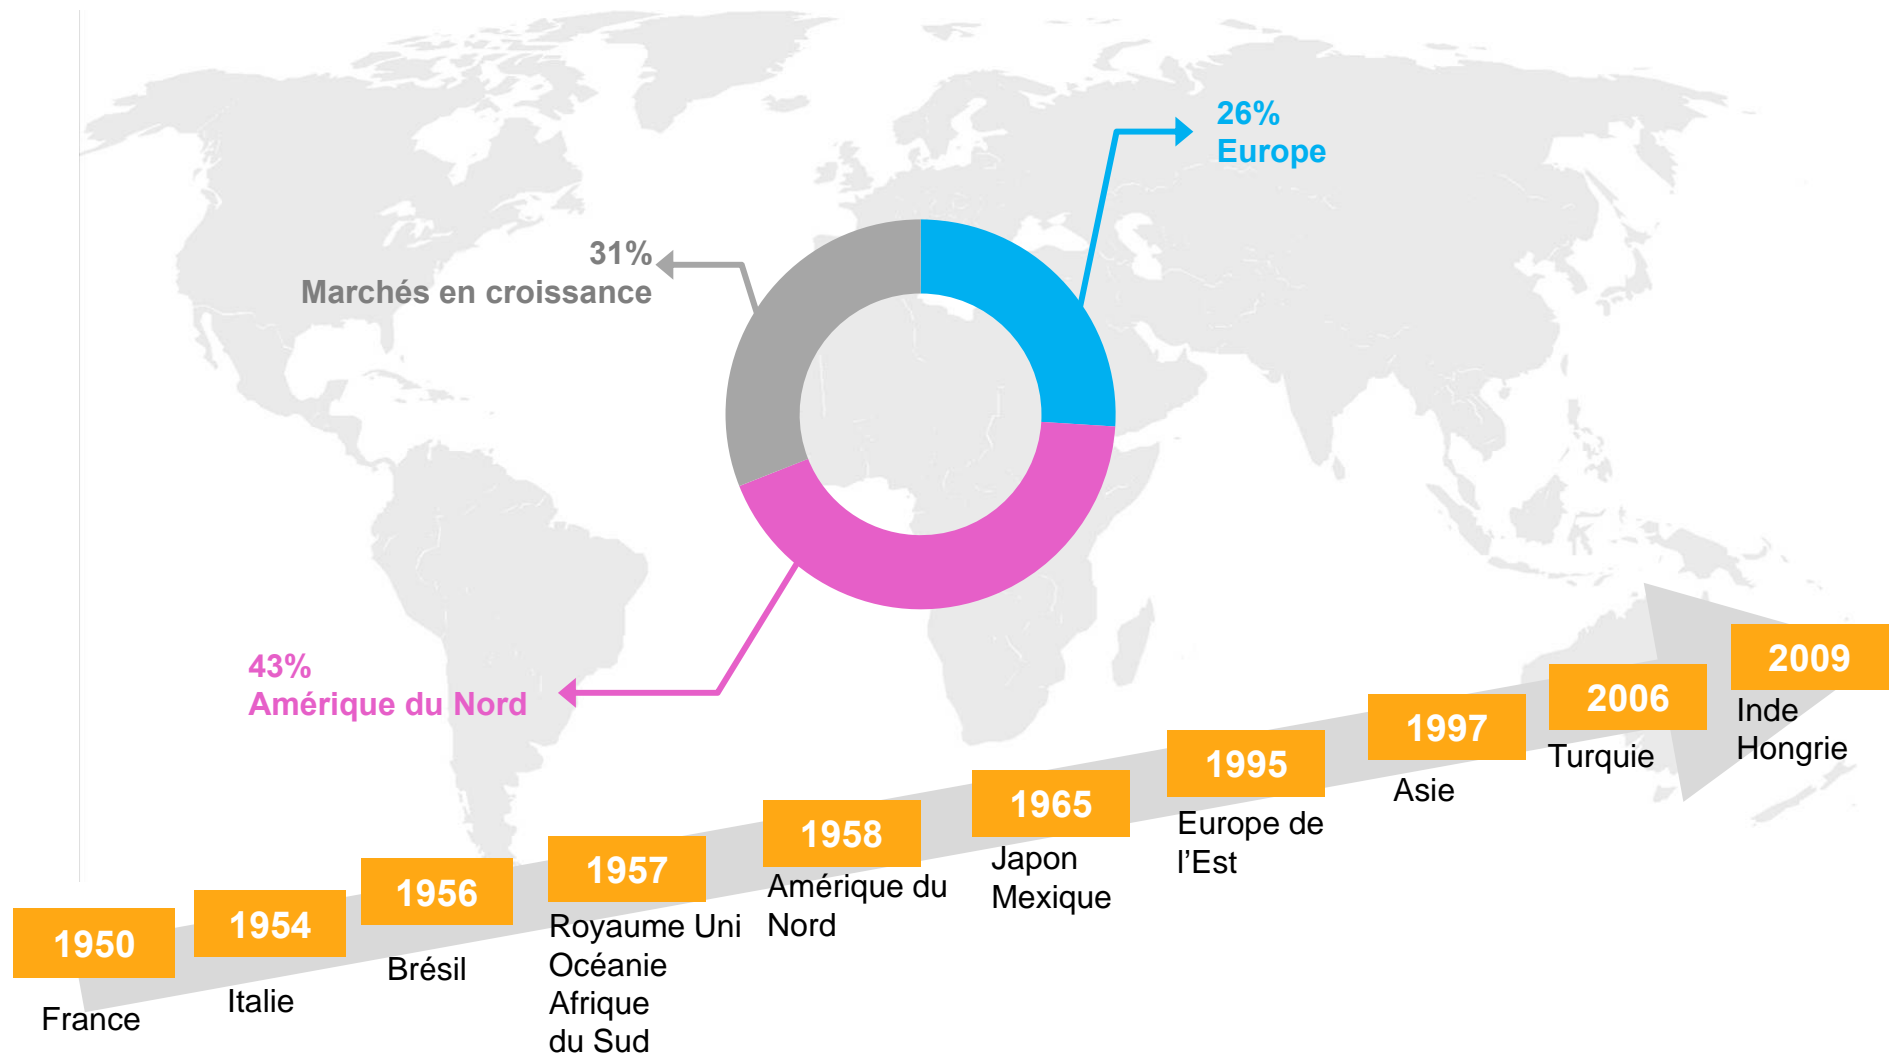 26%
Europe
31%
Marchés en croissance
43%
Amérique du Nord
1950
France
1954
Italie
1956
Brésil
1957
Royaume Uni
Océanie
Afrique
du Sud
1958
Amérique du
Nord
1965
Japon
Mexique
1995
Europe de
l'Est
1997
Asie
2006
Turquie
2009
Inde
Hongrie